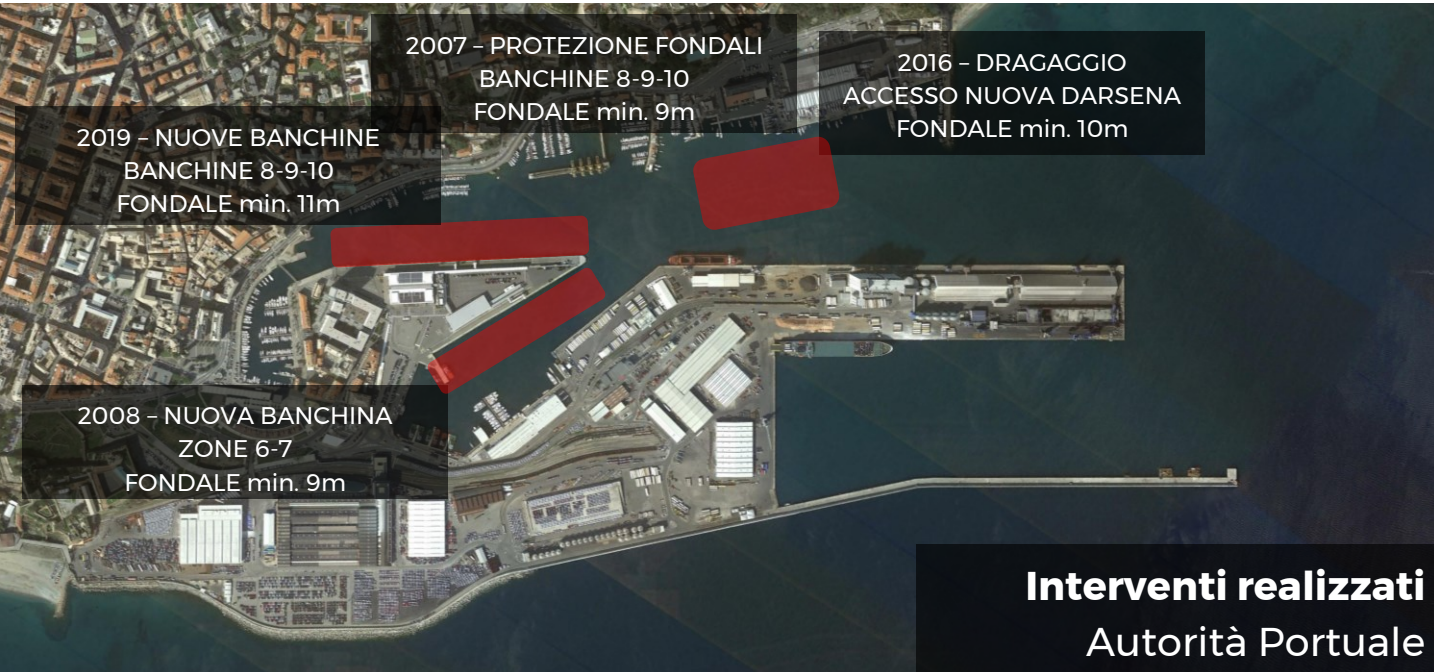 2007 – PROTEZIONE FONDALI
BANCHINE 8-9-10
FONDALE min. 9m
2016 – DRAGAGGIO
ACCESSO NUOVA DARSENA
FONDALE min. 10m
2019 – NUOVE BANCHINE
BANCHINE 8-9-10
FONDALE min. 11m
2008 – NUOVA BANCHINA
ZONE 6-7
FONDALE min. 9m
Interventi realizzati
Autorità Portuale